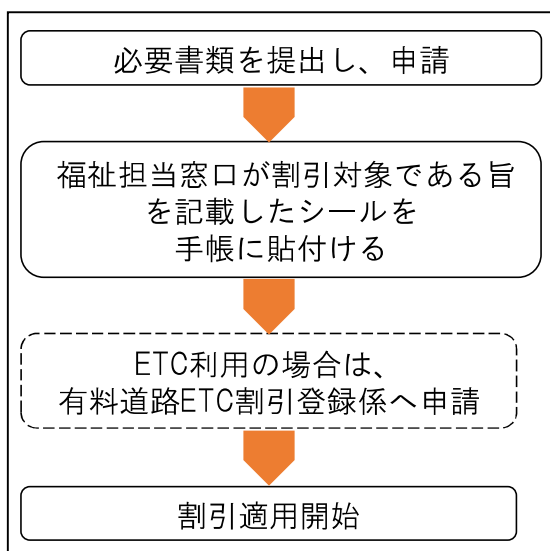 必要書類を提出し、申請
福祉担当窓口が割引対象である旨
を記載したシールを
手帳に貼付ける
ETC利用の場合は、
有料道路ETC割引登録係へ申請
割引適用開始